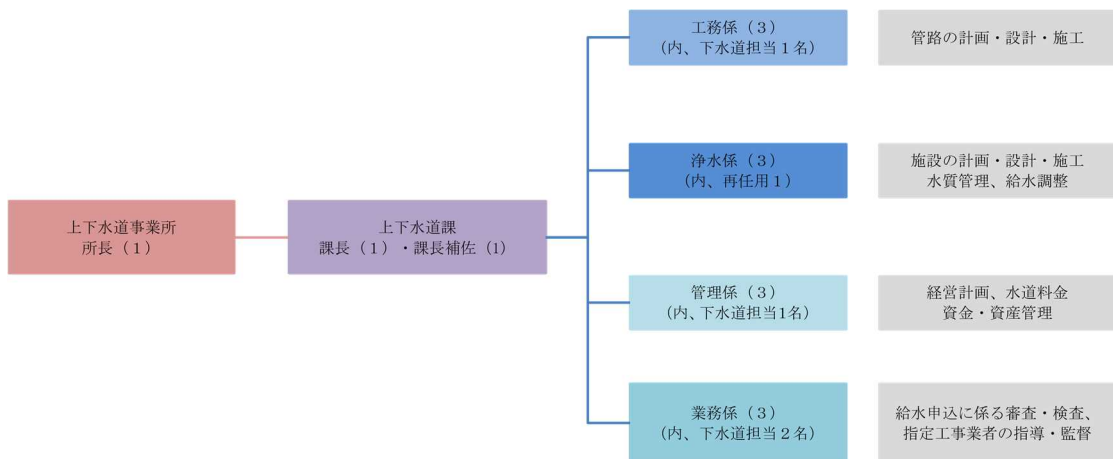 工務係（３）
（内、下水道担当１名）
管路の計画・設計・施工
浄水係（３）
（内、再任用１）
施設の計画・設計・施工
水質管理、給水調整
上下水道事業所
所長（１）
上下水道課
課長（１）・課長補佐（1）
管理係（３）
（内、下水道担当1名）
経営計画、水道料金
資金・資産管理
業務係（３）
（内、下水道担当２名）
給水申込に係る審査・検査、
指定工事業者の指導・監督